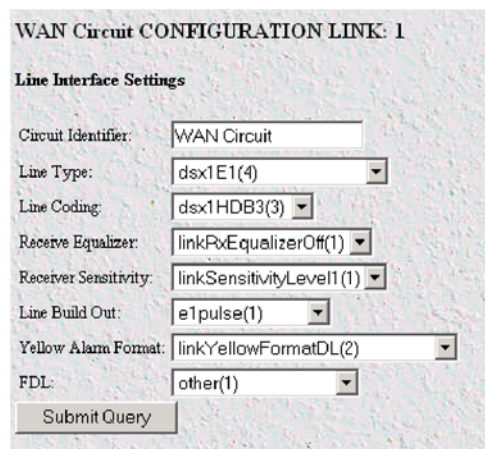 WAN Circuit CONFIGURATION LINK: 1
Line Interface Settings
Circuit Identifier: WAN Circuit
Line Type: dsx1E1(4)
Line Coding: dsx1HDB3(3)
Receive Equalizer: linkRxEqualizerOff(1)
Receiver Sensitivity: linkSensitivityLevel1(1)
Line Build Out: e1pulse(1)
Yellow Alarm Format: linkYellowFormatDL(2)
FDL: other(1)
Submit Query